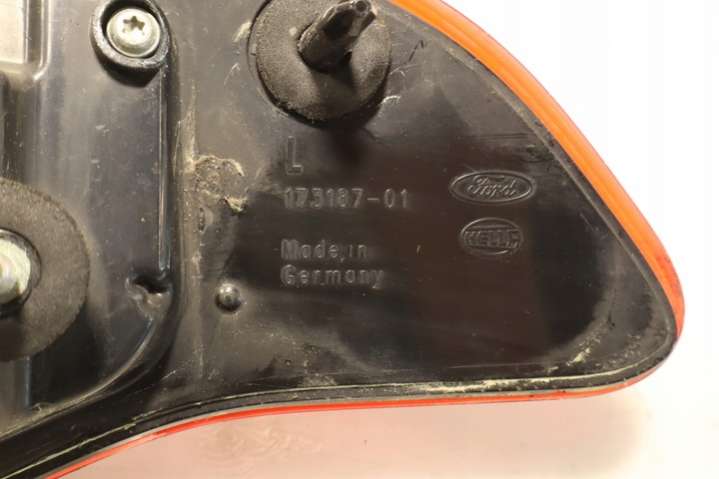 L
173187-01
Ford
HELLA
Made in
Germany